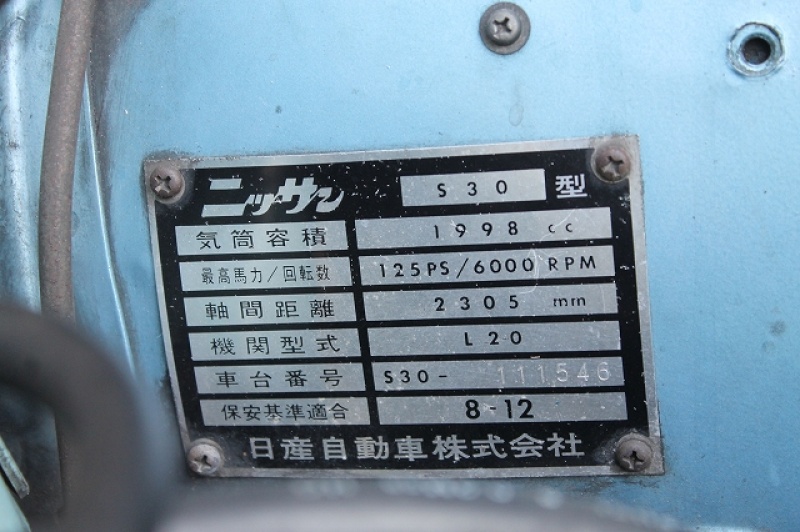 ニッサン S30 型
気筒容積 1998 cc
最高馬力/回転数 125PS/6000 RPM
軸間距離 2305 mm
機関型式 L20
車台番号 S30- 111546
保安基準適合 8-12
日産自動車株式会社